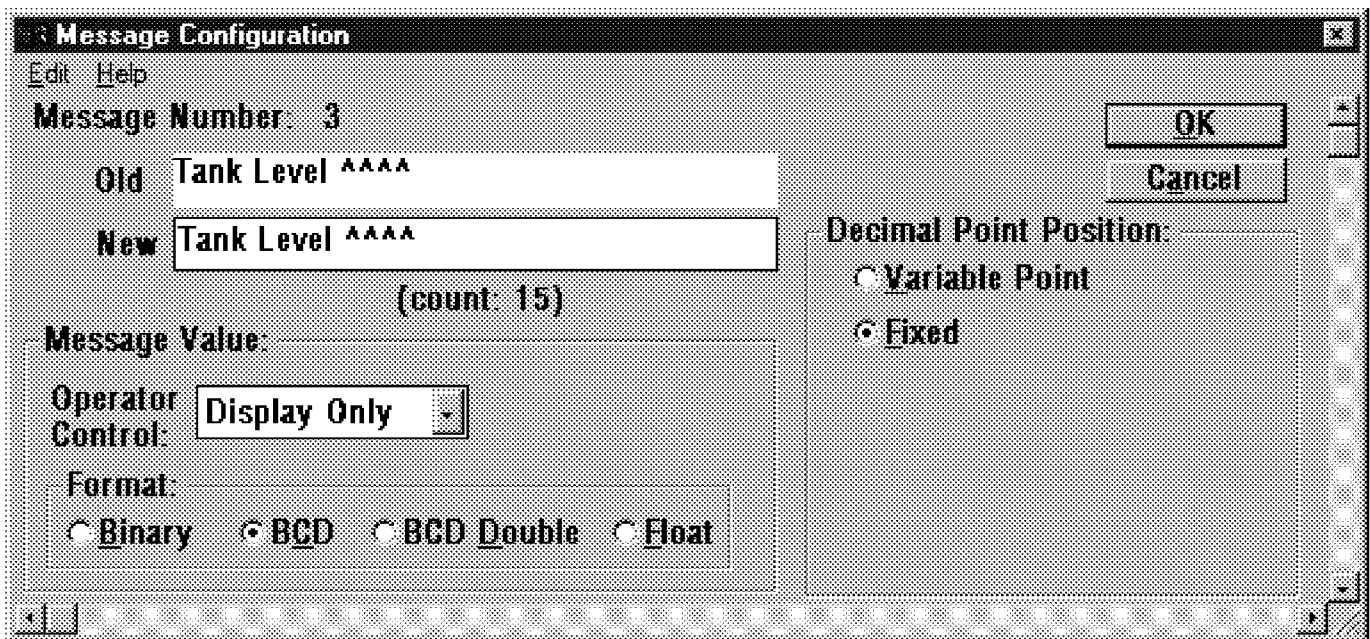 Message Configuration
Edit Help
Message Number: 3
OK
Old Tank Level ^^^^
Cancel
New Tank Level ^^^^
Decimal Point Position:
Variable Point
(count: 15)
Fixed
Message Value:
Operator Control: Display Only
Format:
Binary BCD BCD Double Float